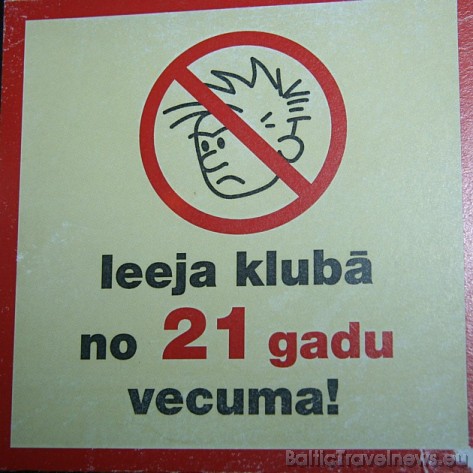 Ieeja klubā
no 21 gadu
vecuma!
BalticTravelnews.eu